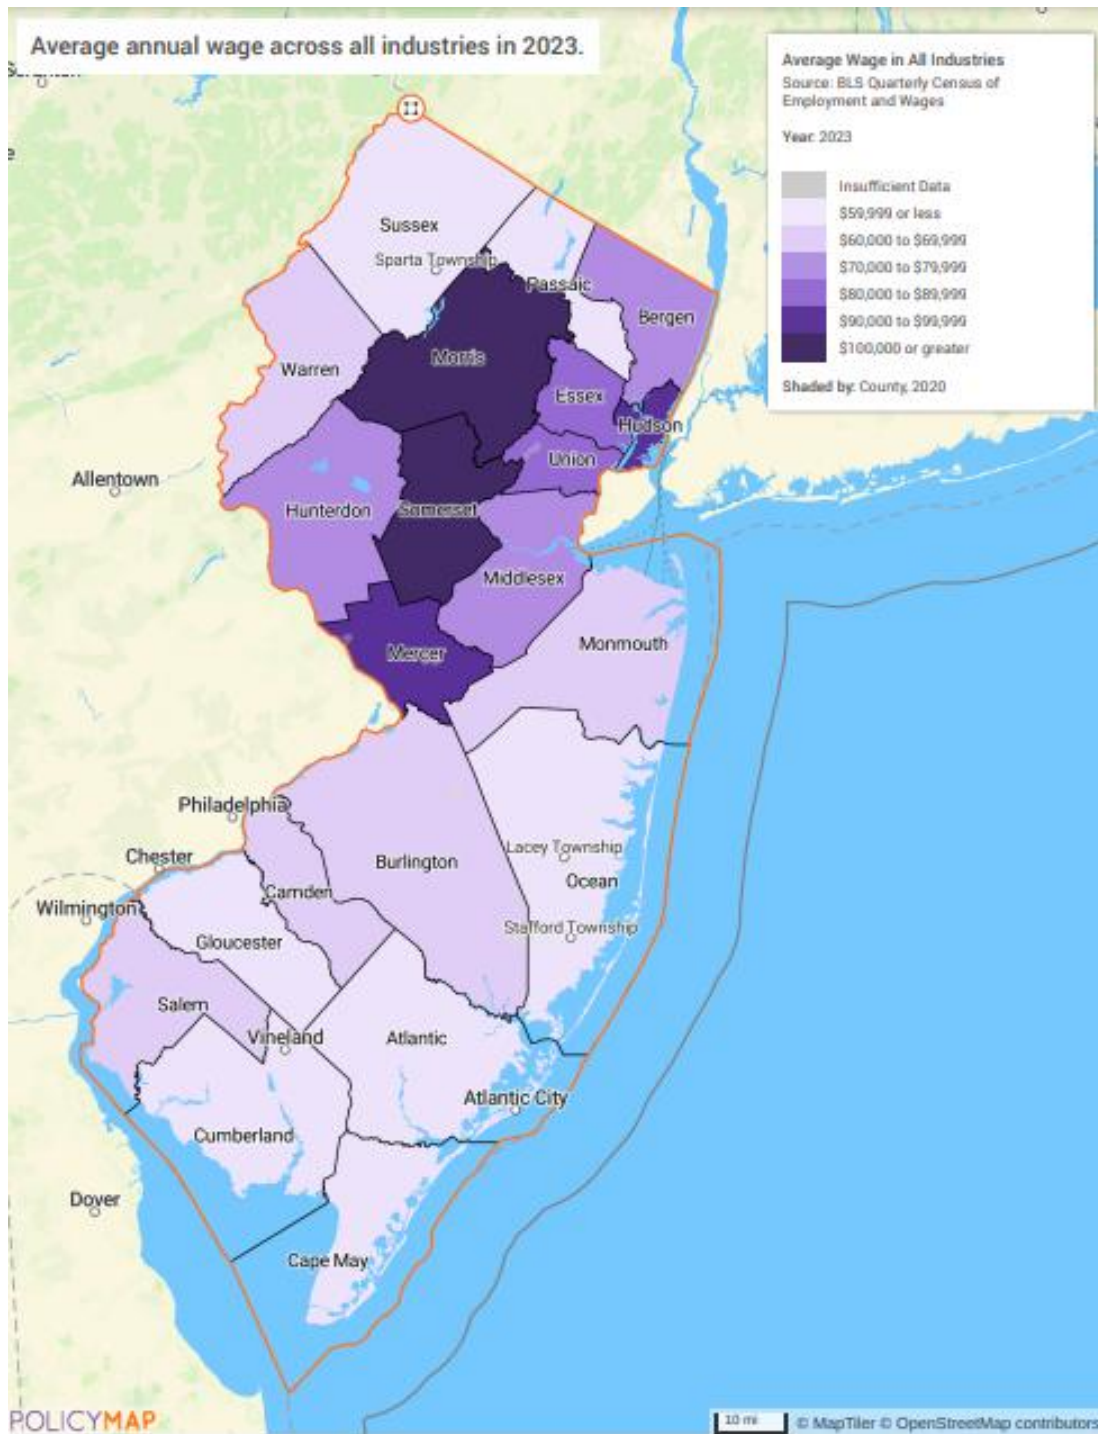 Average annual wage across all industries in 2023.
Average Wage in All Industries
Source: BLS Quarterly Census of
Employment and Wages
Year: 2023
Insufficient Data
$59,999 or less
$60,000 to $69,999
$70,000 to $79,999
$80,000 to $89,999
$90,000 to $99,999
$100,000 or greater
Shaded by: County, 2020
Sussex
Sparta Township
Passaic
Bergen
Morris
Warren
Essex
Hudson
Union
Allentown
Hunterdon
Somerset
Middlesex
Monmouth
Mercer
Philadelphia
Lacey Township
Chester
Burlington
Ocean
Camden
Wilmington
Stafford Township
Gloucester
Salem
Vineland
Atlantic
Atlantic City
Cumberland
Dover
Cape May
POLICYMAP
10 mi
© MapTiler © OpenStreetMap contributors